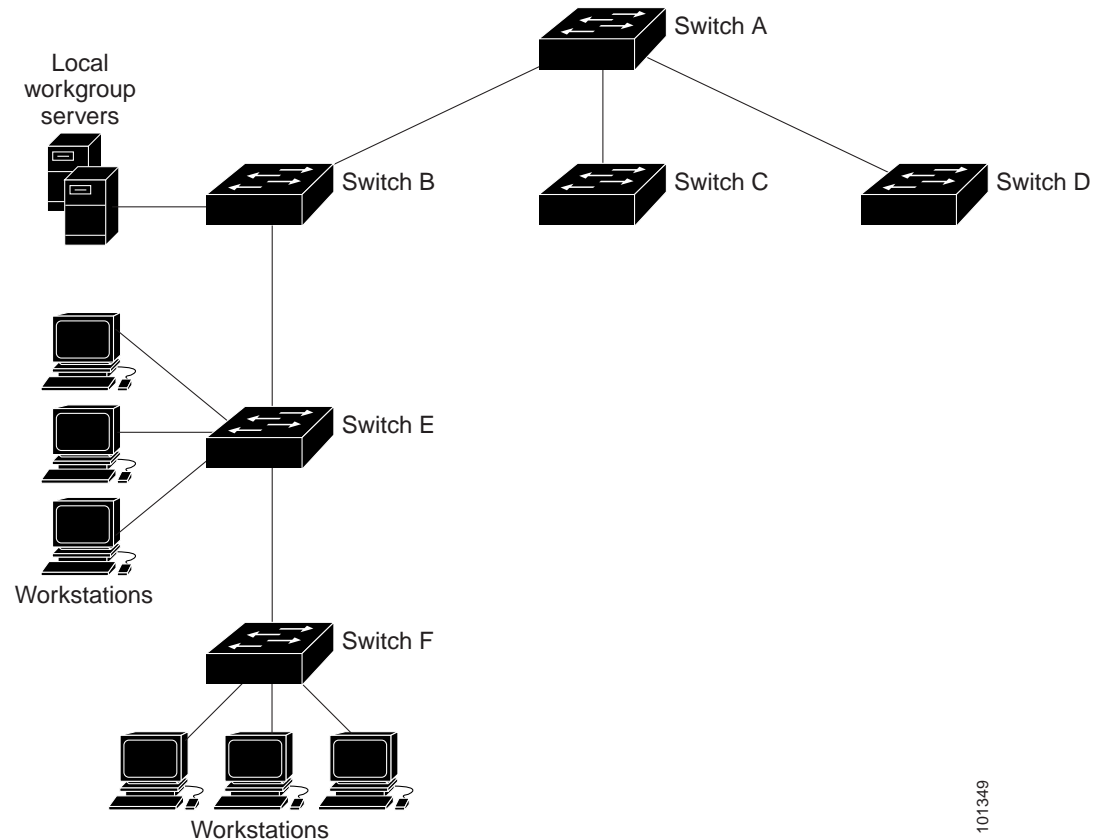 Switch A
Local
workgroup
servers
Switch B
Switch C
Switch D
Switch E
Workstations
Switch F
Workstations
101349